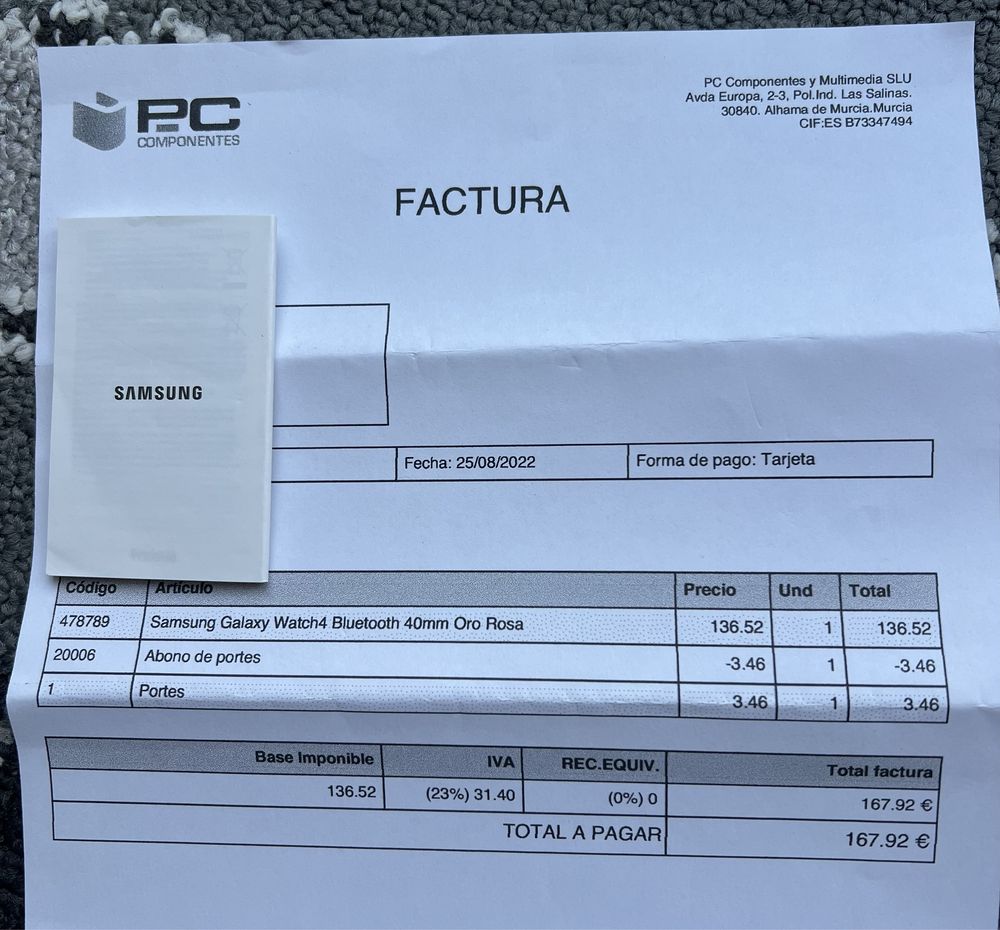 PC
COMPONENTES
PC Componentes y Multimedia SLU
Avda Europa, 2-3, Pol.Ind. Las Salinas.
30840. Alhama de Murcia.Murcia
CIF:ES B73347494
FACTURA
SAMSUNG
Fecha: 25/08/2022 Forma de pago: Tarjeta
Código Artículo Precio Und Total
478789 Samsung Galaxy Watch4 Bluetooth 40mm Oro Rosa 136.52 1 136.52
20006 Abono de portes -3.46 1 -3.46
1 Portes 3.46 1 3.46
Base Imponible IVA REC.EQUIV. Total factura
136.52 (23%) 31.40 (0%) 0 167.92 €
TOTAL A PAGAR 167.92 €